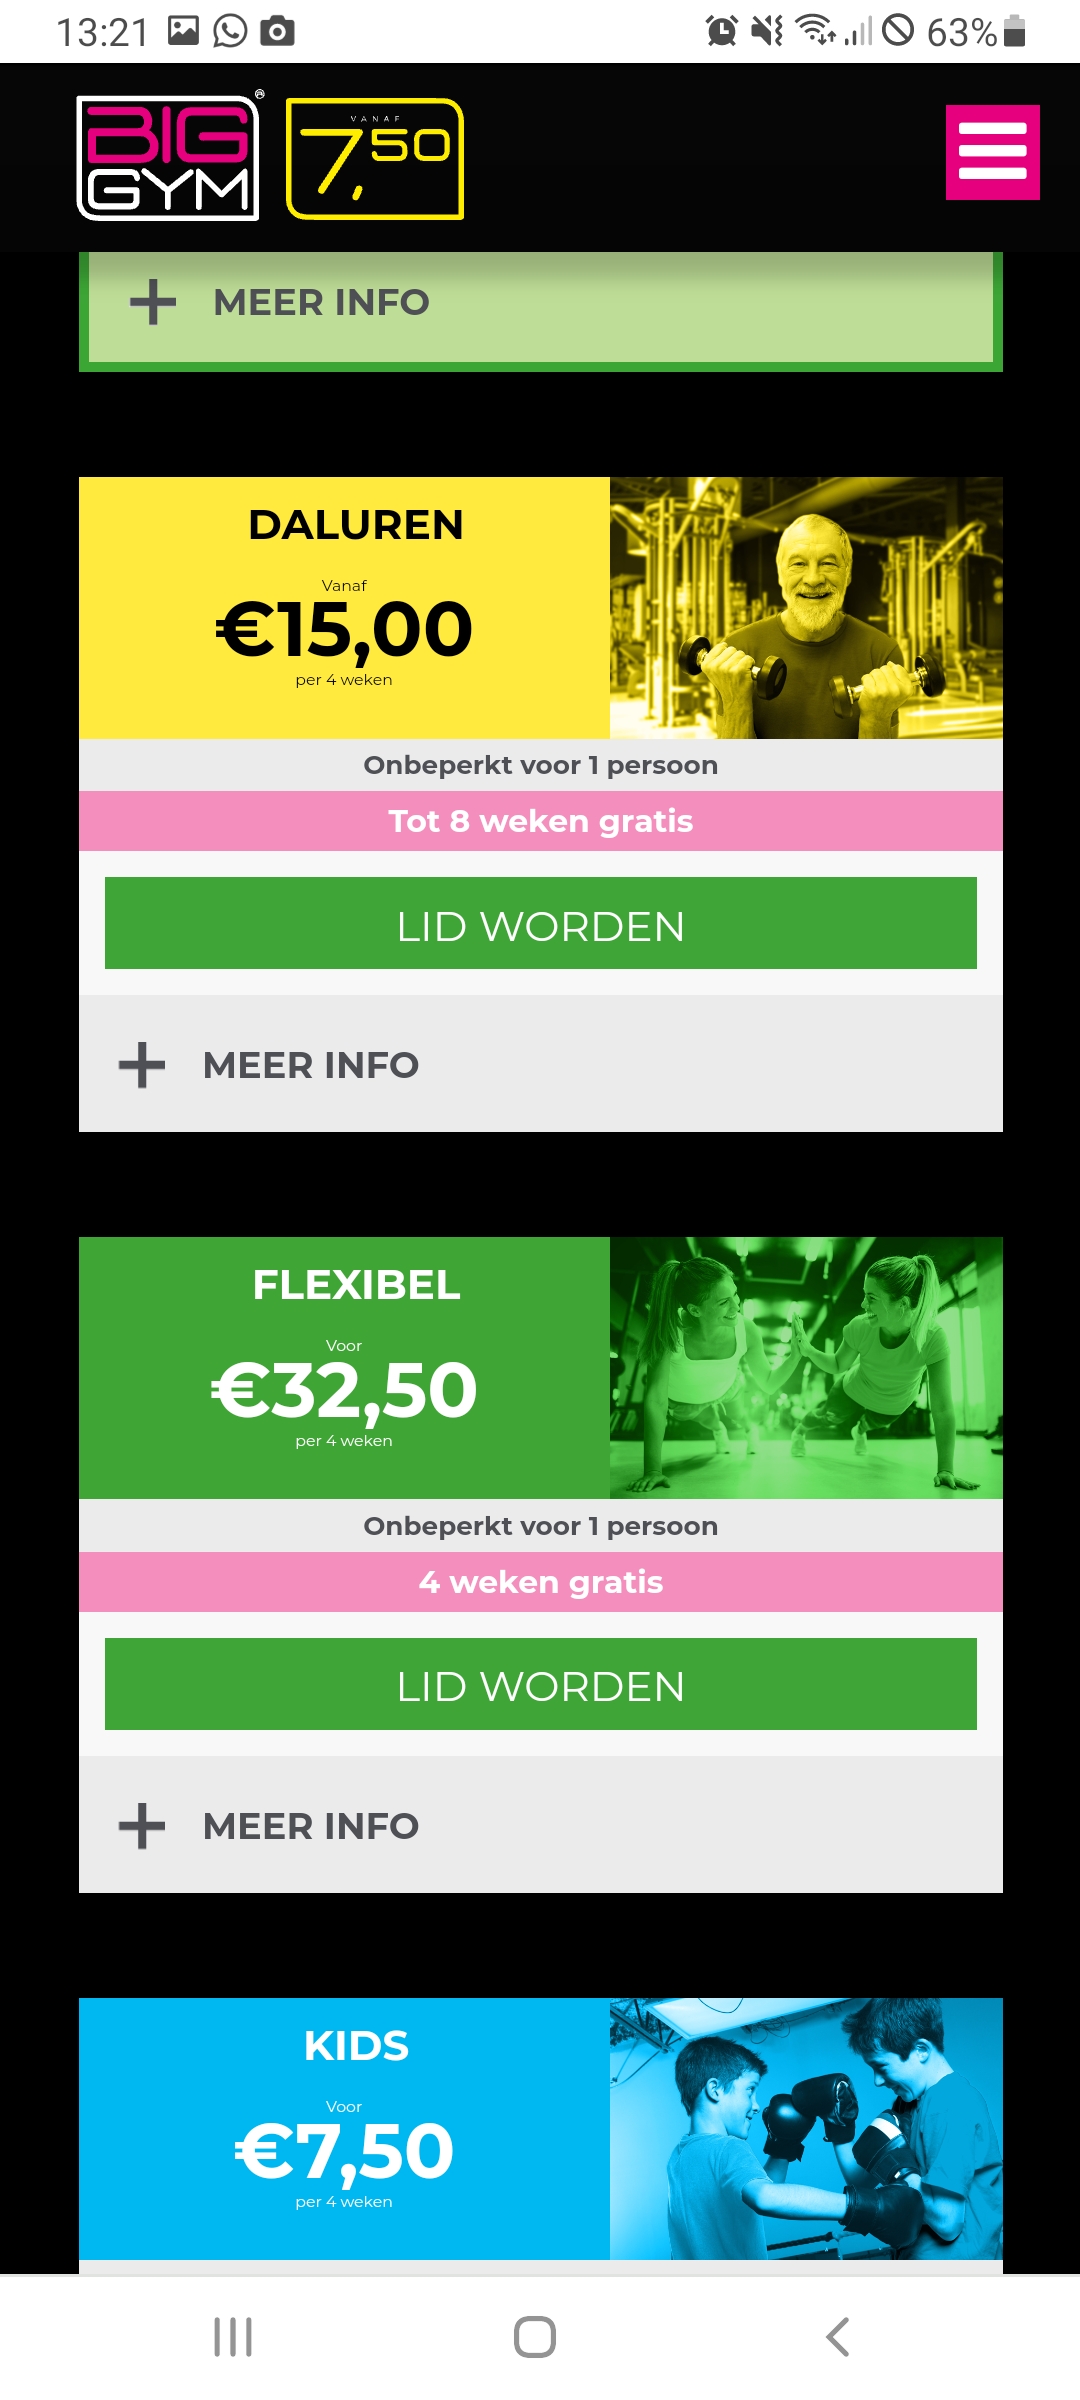 13:21
63%
BIG
GYM
®
VANAF
7,50
MEER INFO
DALUREN
Vanaf
€15,00
per 4 weken
Onbeperkt voor 1 persoon
Tot 8 weken gratis
LID WORDEN
MEER INFO
FLEXIBEL
Voor
€32,50
per 4 weken
Onbeperkt voor 1 persoon
4 weken gratis
LID WORDEN
MEER INFO
KIDS
Voor
€7,50
per 4 weken